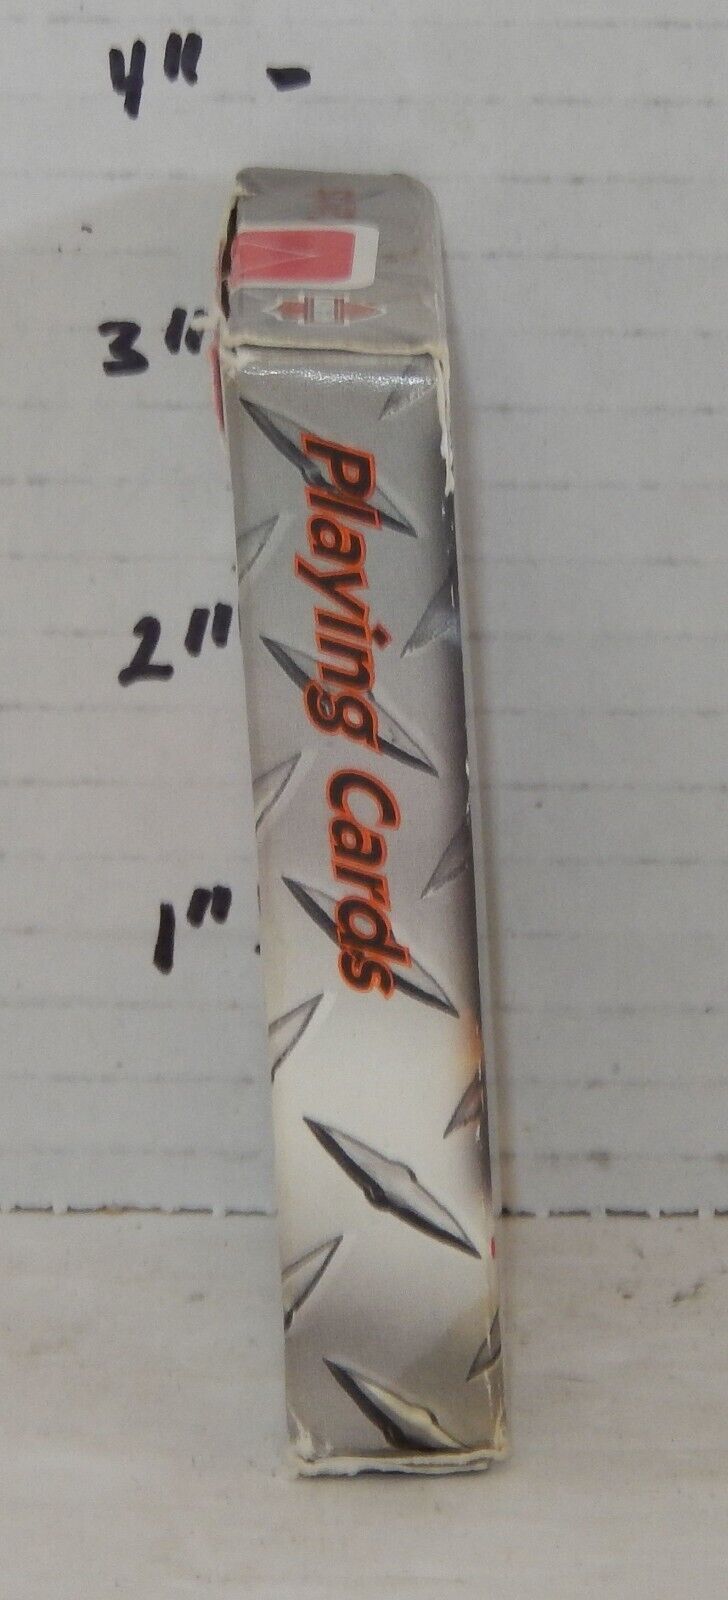 4" -
3"
2"
1"
Playing Cards